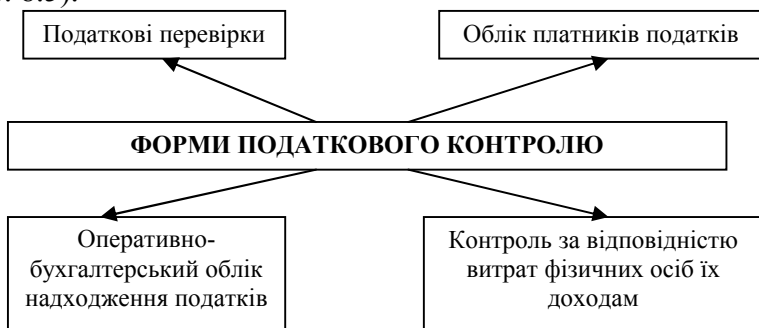 Податкові перевірки
Облік платників податків
ФОРМИ ПОДАТКОВОГО КОНТРОЛЮ
Оперативно-
бухгалтерський облік
надходження податків
Контроль за відповідністю
витрат фізичних осіб їх
доходам